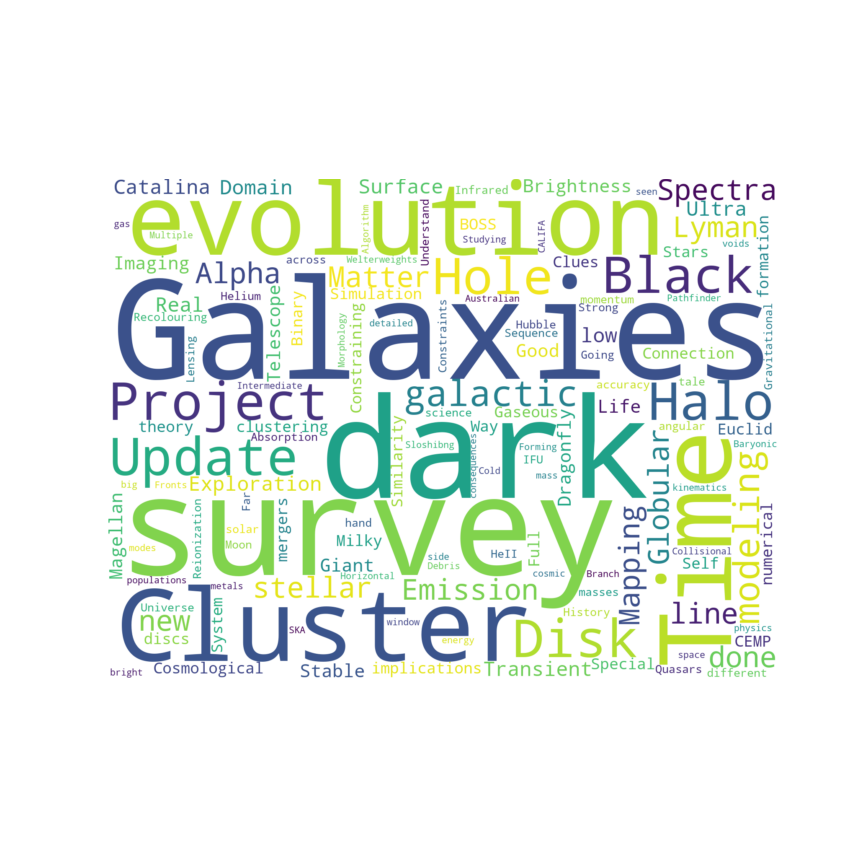 Catalina
Domain
evolution
Surface
Infrared
Brightness
seen
Spectra
gas
Multiple
Algorithm
Understand
BOSS
Studying
CALIFA
Ultra
Lyman
voids
Imaging
Alpha
across
Welterweights
Matter
Hole
Clues
Black
Stars
formation
Real
Recolouring
Helium
Binary
Simulation
Telescope
Australian
momentum
Strong
Pathfinder
Galaxies
Lensing
Morphology
detailed
Constraints
Hubble
Sequence
Going
Good
low
Connection
Gravitational
Intermediate
Constraining
Project
galactic
accuracy
tale
Halo
theory
clustering
Absorption
science
Way
Gaseous
Life
angular
Euclid
Baryonic
Update
Similarity
dark
Sloshibng
consequences
Cold
Forming
IFU
mass
Dragonfly
Globular
Time
kinematics
modeling
Magellan
big
Fronts
Exploration
Far
survey
Mapping
numerical
modes
solar
Moon
Reionization
mergers
hand
Milky
side
Debris
HeII
Full
cosmic
Collisional
Self
populations
metals
Giant
Horizontal
stellar
Emission
Branch
masses
Universe
new
discs
System
Cluster
SKA
window
energy
History
Disk
line
physics
CEMP
space
done
bright
Cosmological
Stable
implications
Transient
Special
Quasars
different